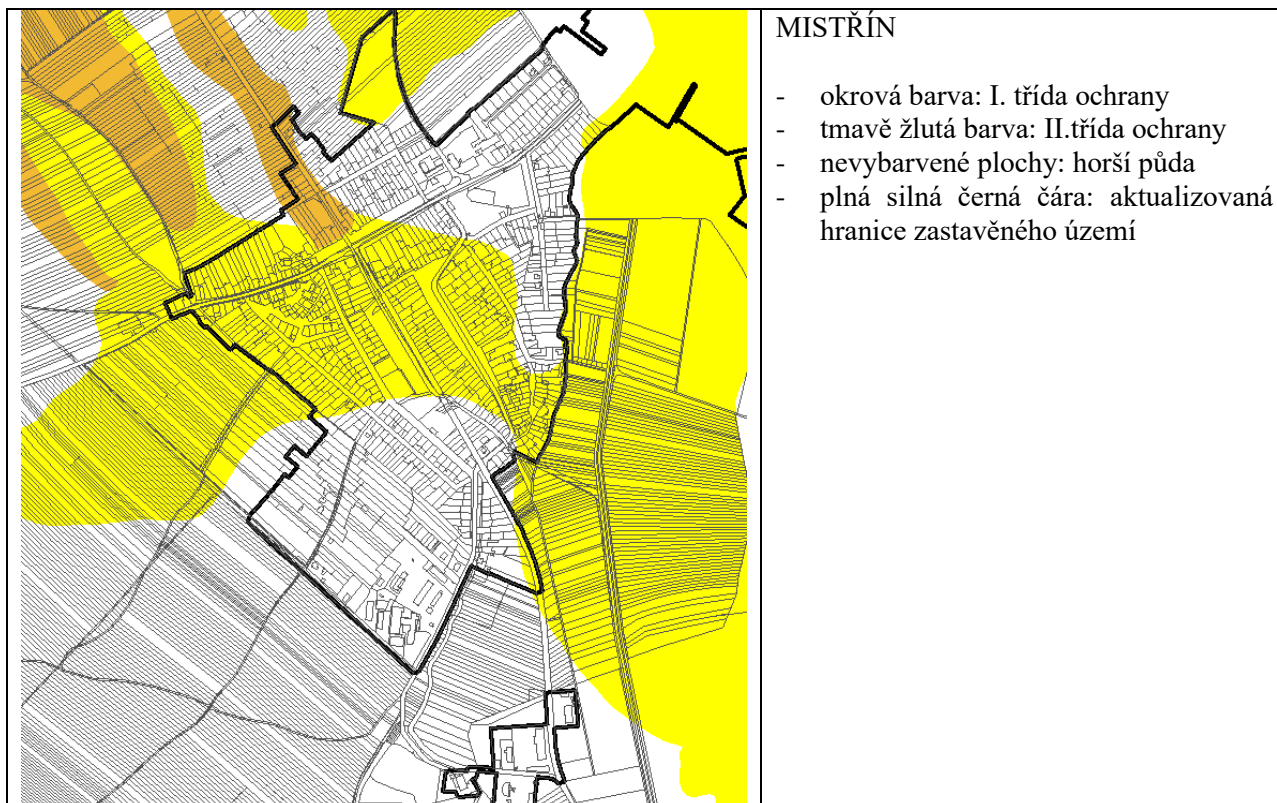 MISTŘÍN
- okrová barva: I. třída ochrany
- tmavě žlutá barva: II.třída ochrany
- nevybarvené plochy: horší půda
- plná silná černá čára: aktualizovaná
hranice zastavěného území